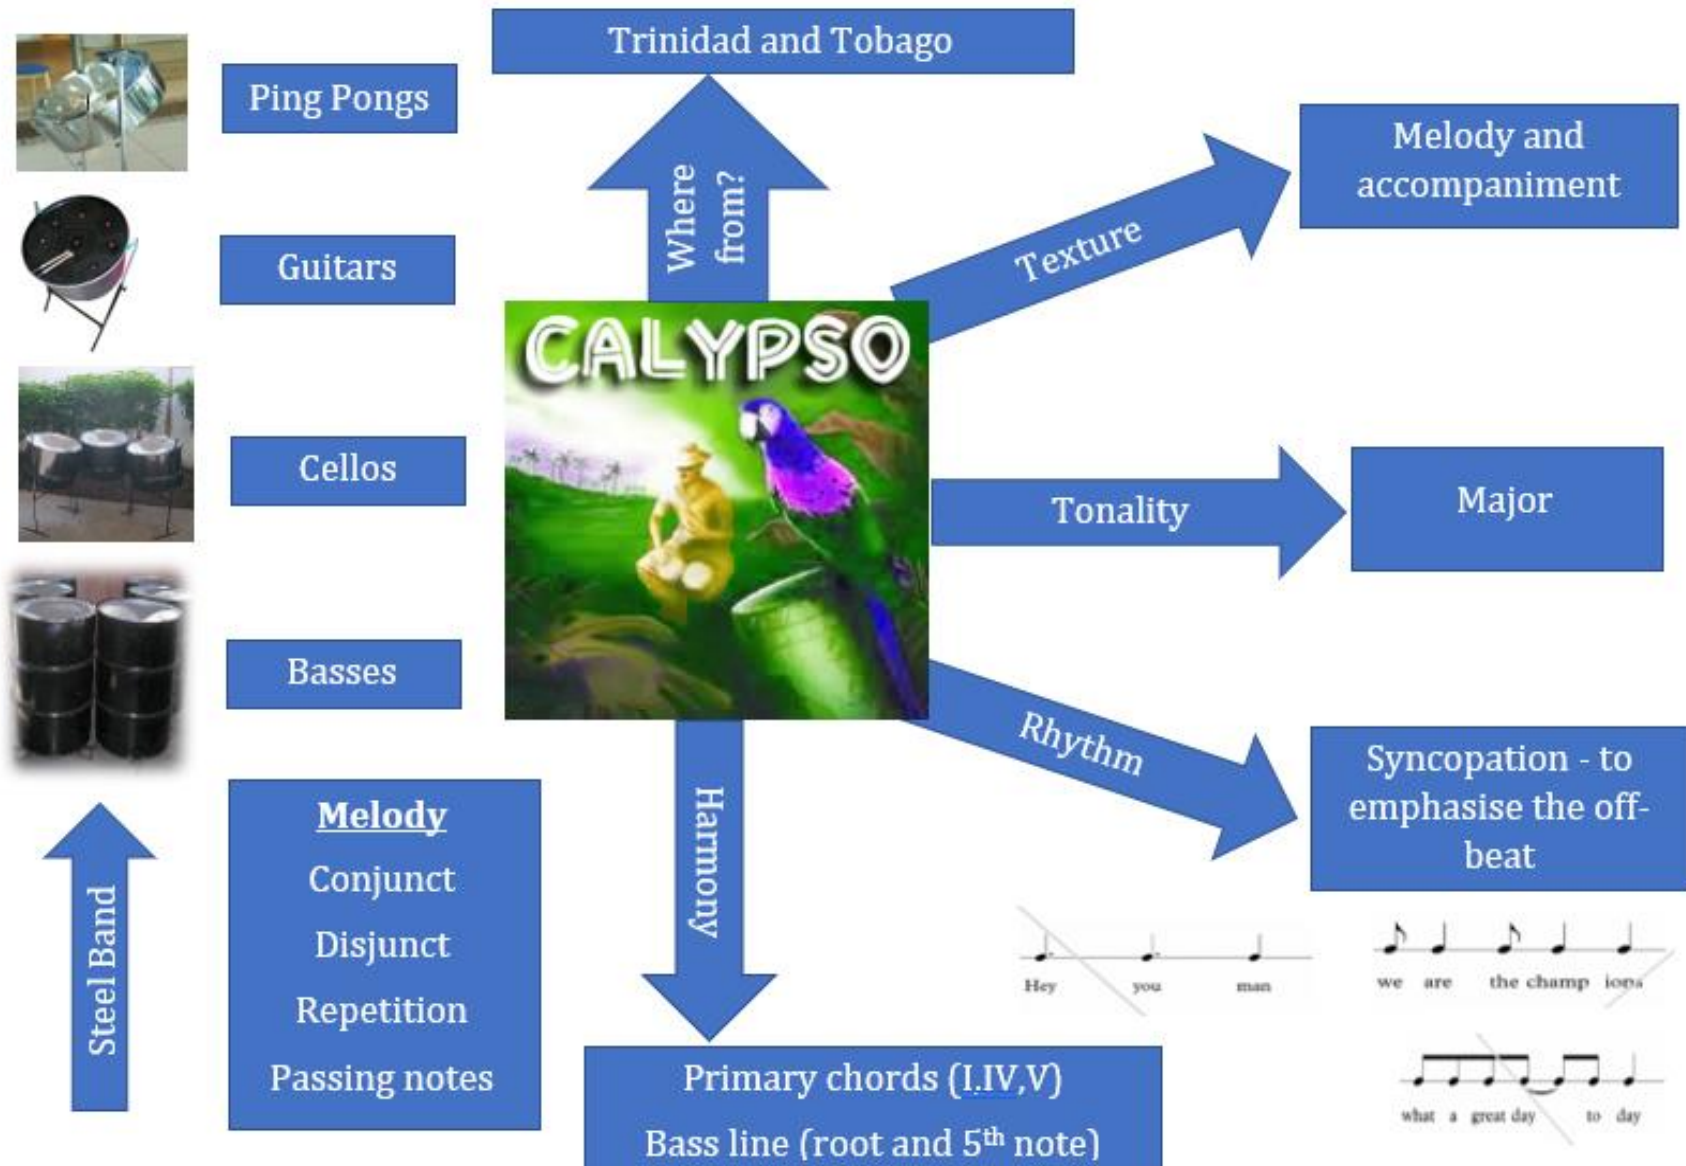 Trinidad and Tobago
Ping Pongs
Guitars
Cellos
Basses
Steel Band
Where
from?
CALYPSO
Texture
Melody and
accompaniment
Tonality
Major
Rhythm
Syncopation - to
emphasise the off-
beat
Hey you man
we are the champ ions
what a great day to day
Melody
Conjunct
Disjunct
Repetition
Passing notes
Harmony
Primary chords (I.IV,V)
Bass line (root and 5th note)